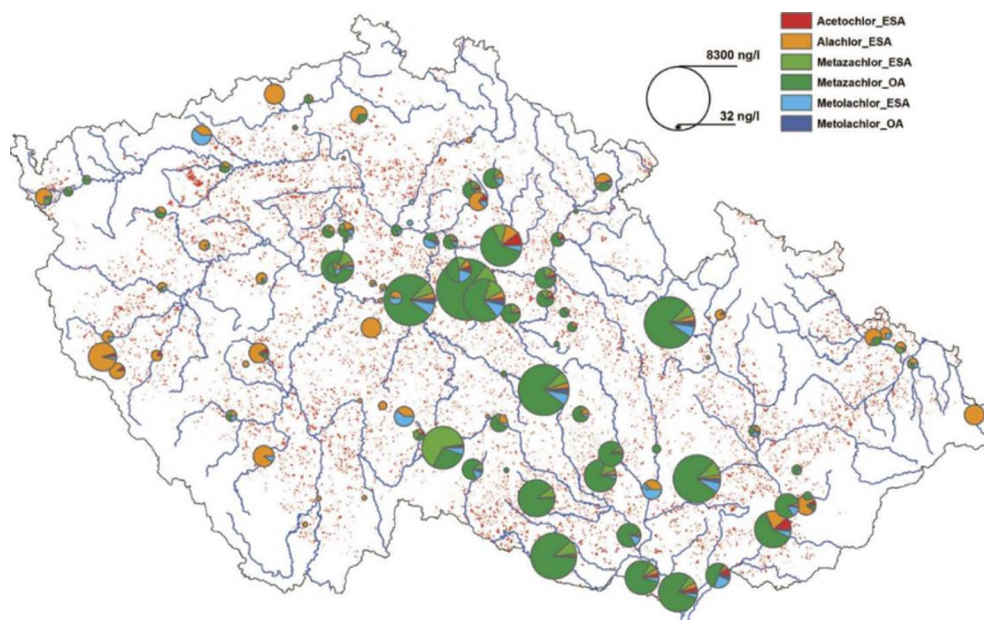 8300 ng/l
32 ng/l
Acetochlor_ESA
Alachlor_ESA
Metazachlor_ESA
Metazachlor_OA
Metolachlor_ESA
Metolachlor_OA